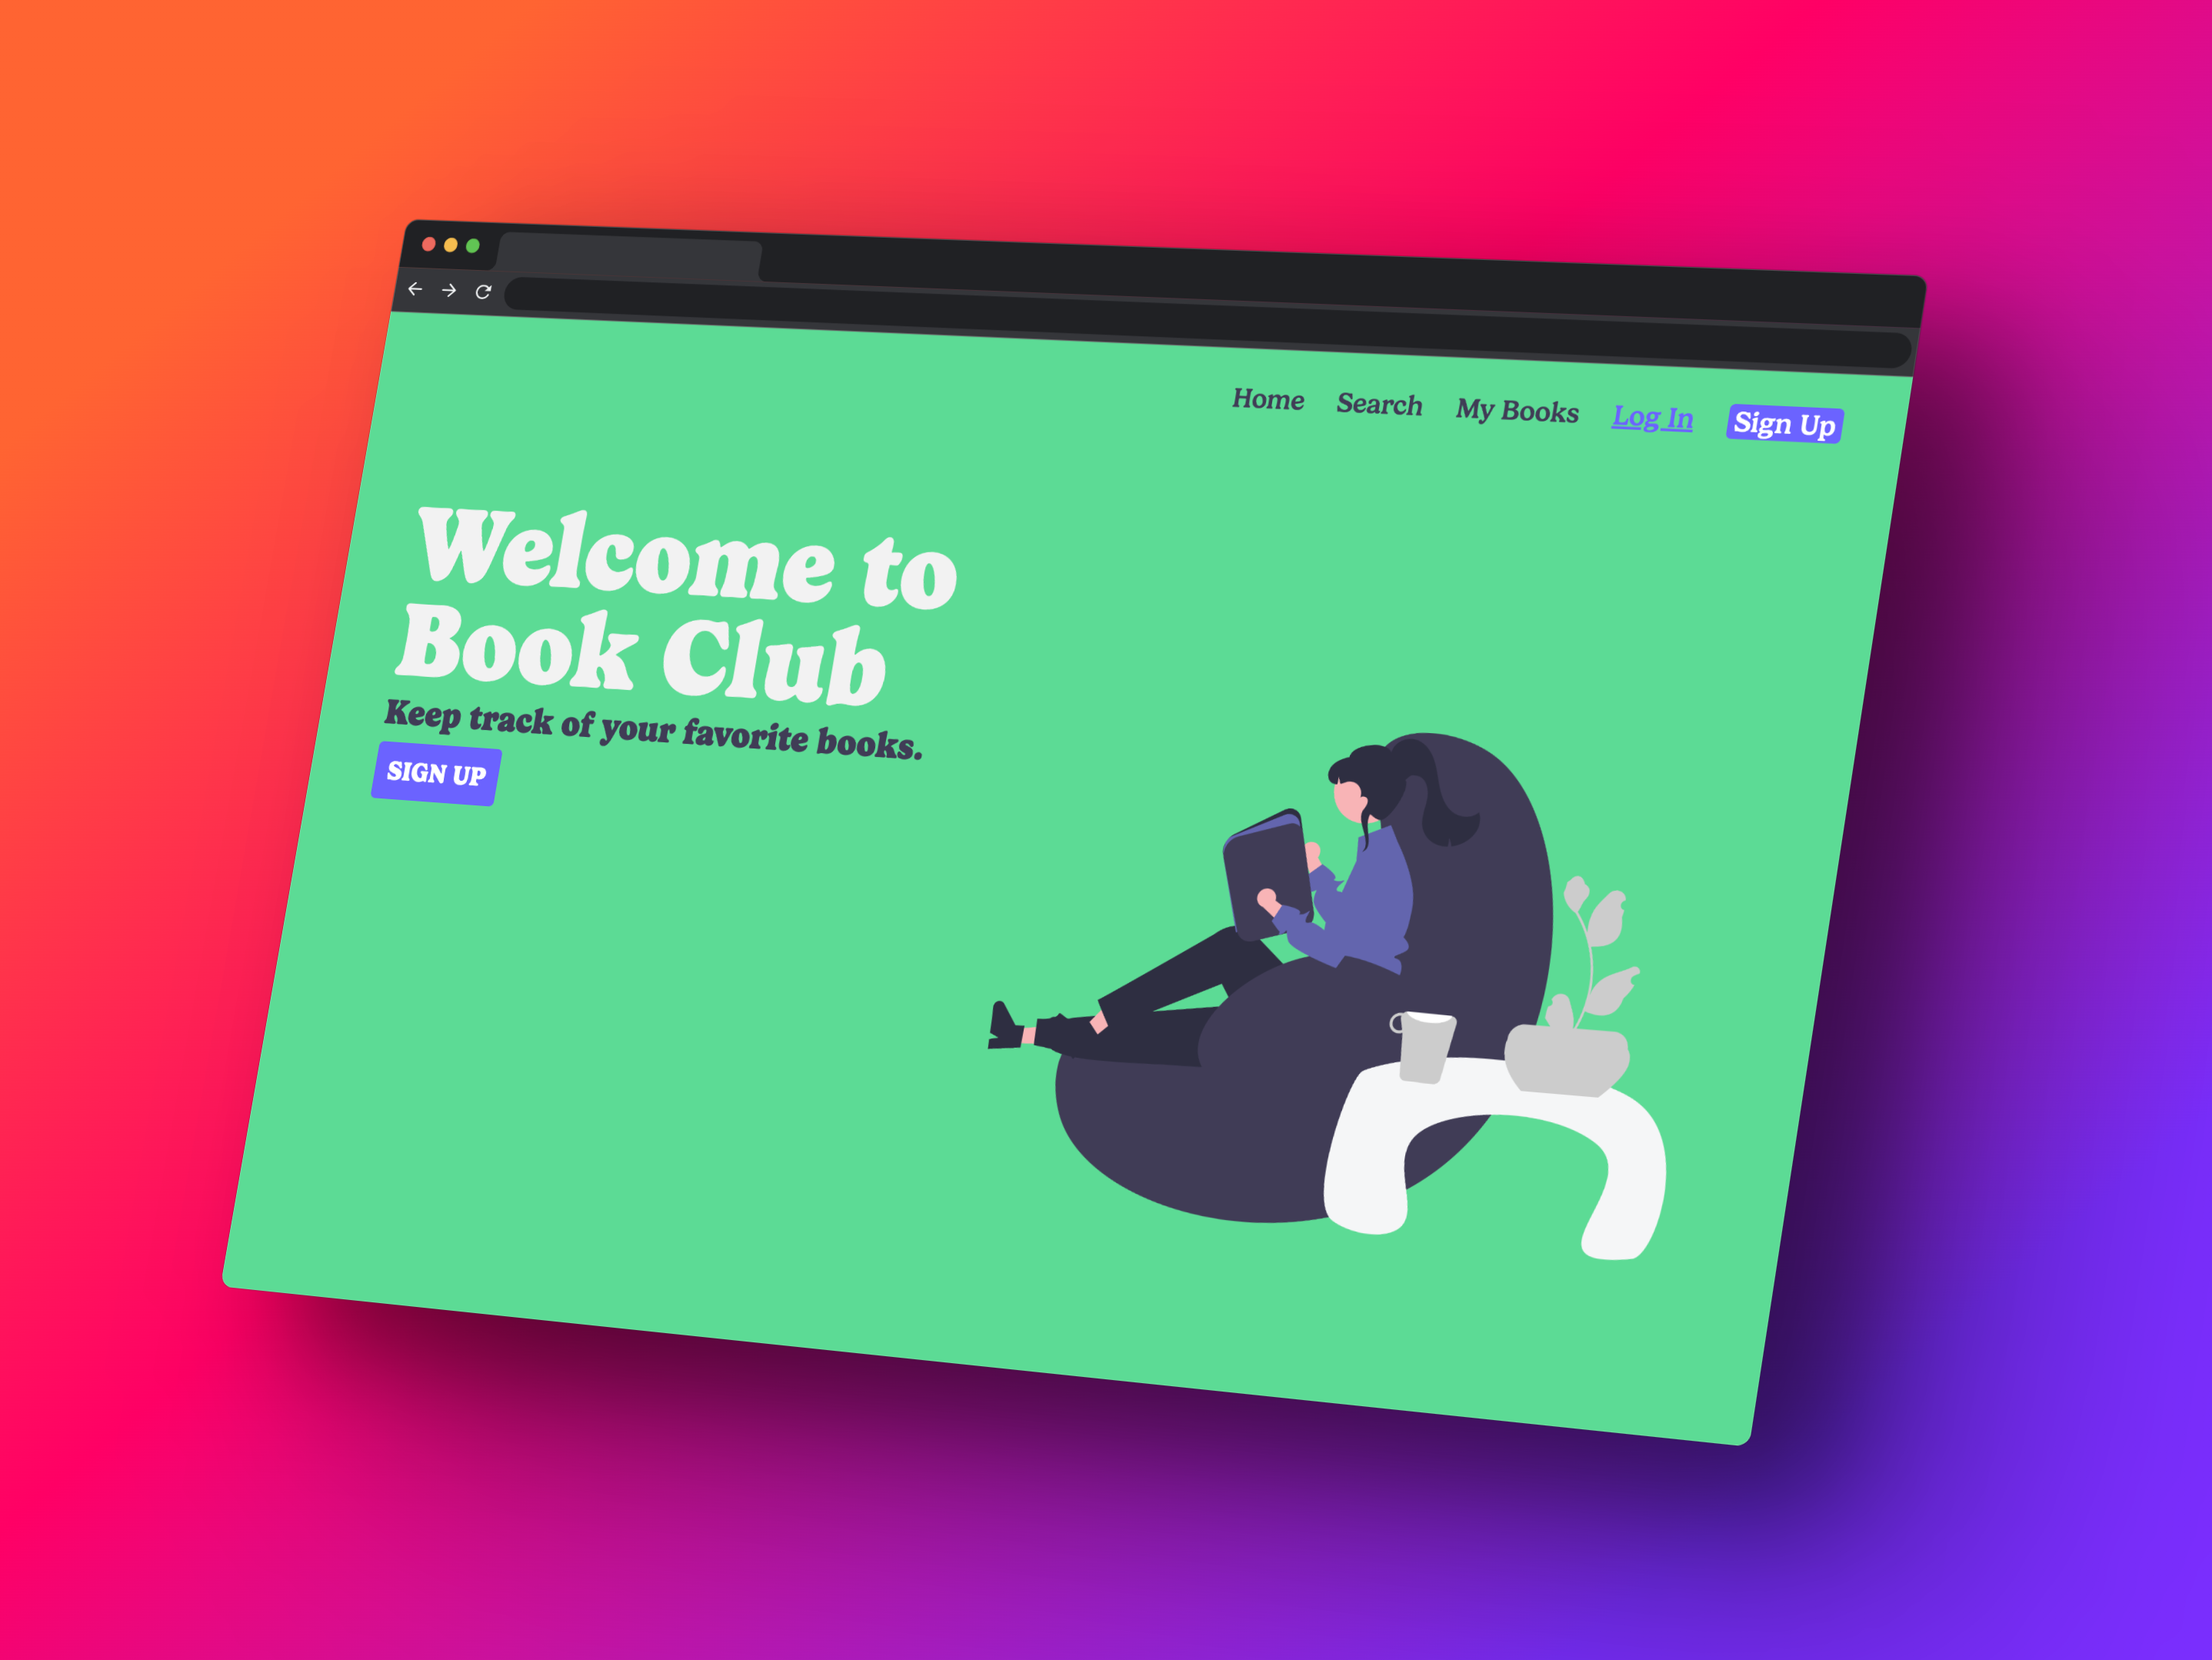 Home Search My Books Log In Sign Up
Welcome to
Book Club
Keep track of your favorite books.
SIGN UP